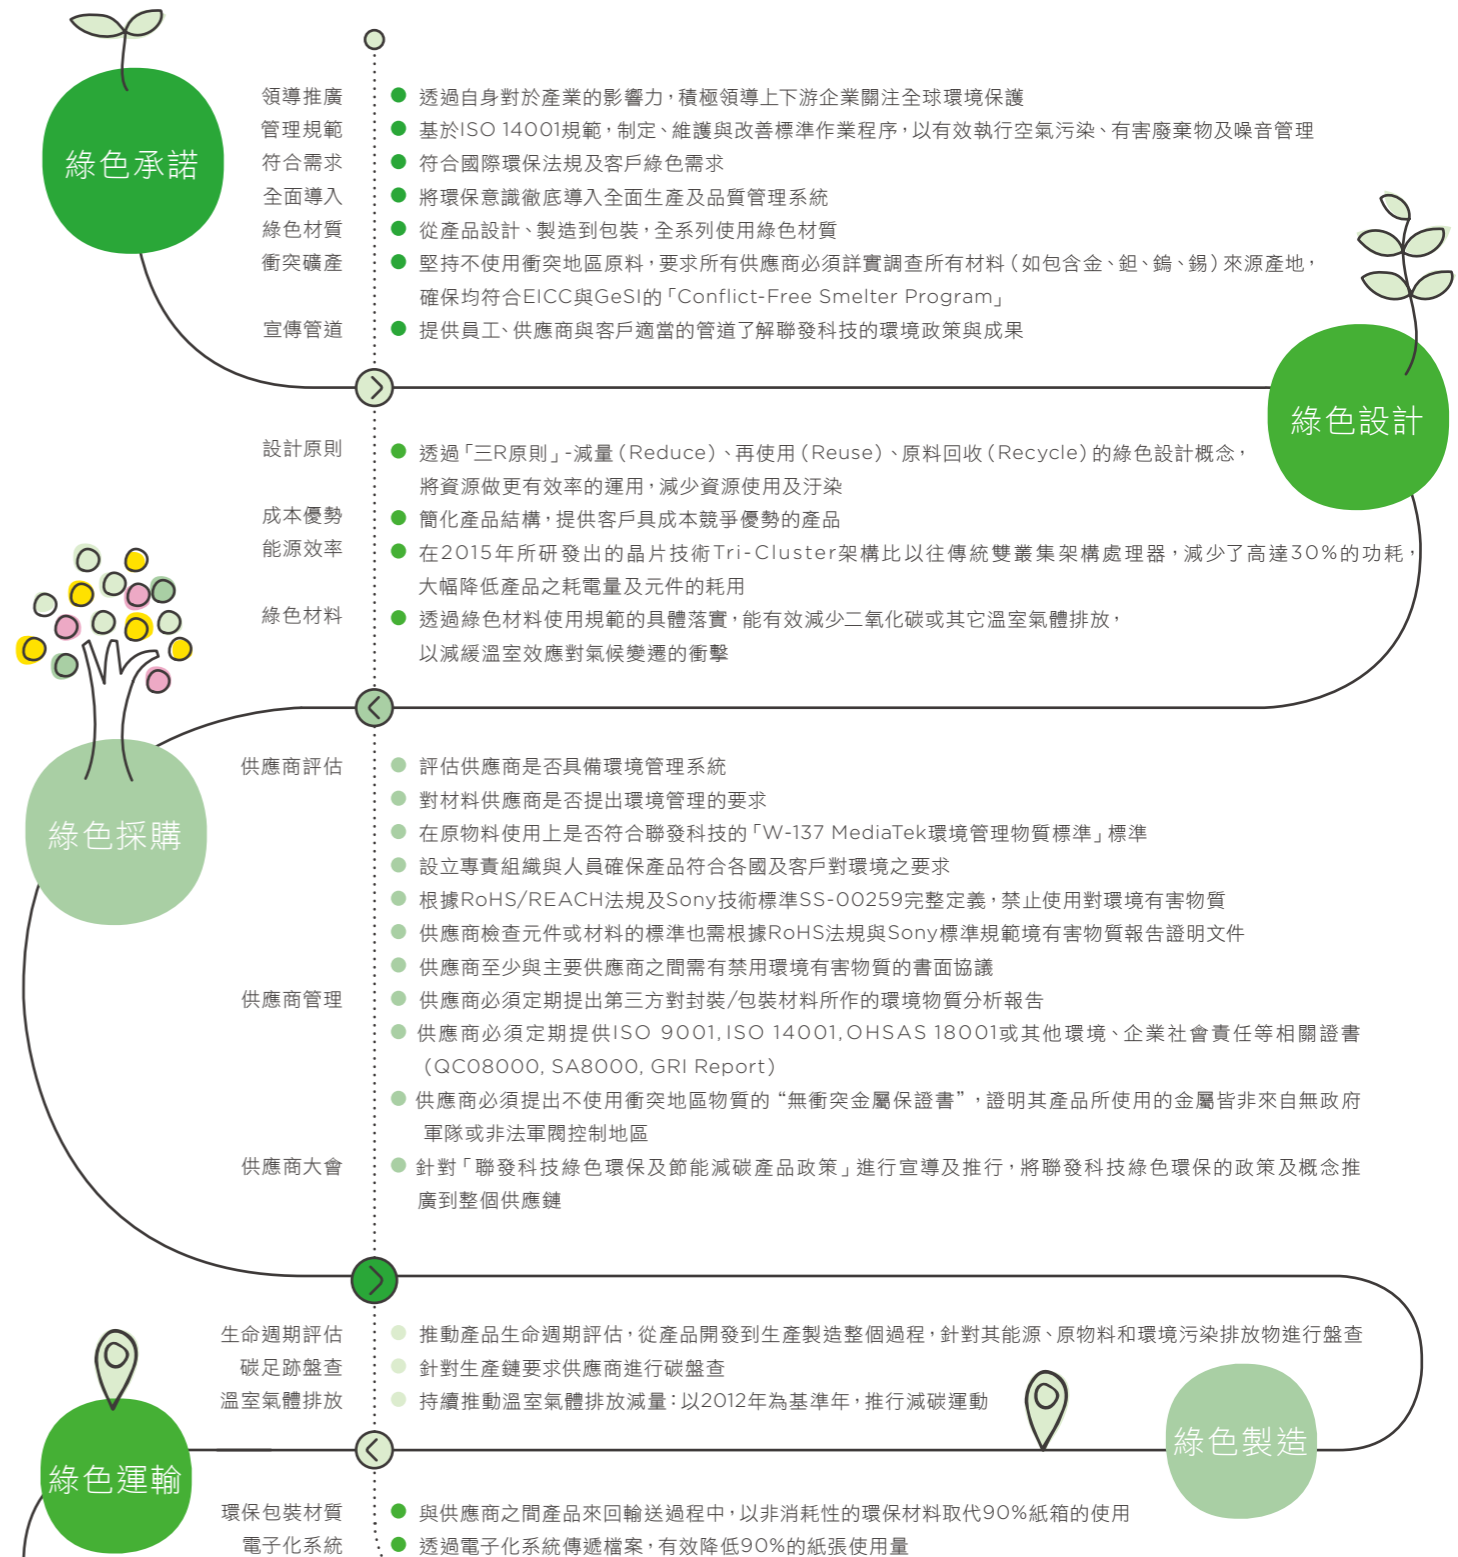 綠色承諾
領導推廣 透過自身對於產業的影響力，積極領導上下游企業關注全球環境保護
管理規範 基於ISO 14001規範，制定、維護與改善標準作業程序，以有效執行空氣污染、有害廢棄物及噪音管理
符合需求 符合國際環保法規及客戶綠色需求
全面導入 將環保意識徹底導入全面生產及品質管理系統
綠色材質 從產品設計、製造到包裝，全系列使用綠色材質
衝突礦產 堅持不使用衝突地區原料，要求所有供應商必須詳實調查所有材料（如包含金、鉭、鎢、錫）來源產地，
確保均符合EICC與GeSI的「Conflict-Free Smelter Program」
宣傳管道 提供員工、供應商與客戶適當的管道了解聯發科技的環境政策與成果
綠色設計
設計原則 透過「三R原則」-減量（Reduce）、再使用（Reuse）、原料回收（Recycle）的綠色設計概念，
將資源做更有效率的運用，減少資源使用及汙染
成本優勢 簡化產品結構，提供客戶具成本競爭優勢的產品
能源效率 在2015年所研發出的晶片技術Tri-Cluster架構比以往傳統雙叢集架構處理器，減少了高達30%的功耗，
大幅降低產品之耗電量及元件的耗用
綠色材料 透過綠色材料使用規範的具體落實，能有效減少二氧化碳或其它溫室氣體排放，
以減緩溫室效應對氣候變遷的衝擊
綠色採購
供應商評估 評估供應商是否具備環境管理系統
對材料供應商是否提出環境管理的要求
在原物料使用上是否符合聯發科技的「W-137 MediaTek環境管理物質標準」標準
設立專責組織與人員確保產品符合各國及客戶對環境之要求
根據RoHS/REACH法規及Sony技術標準SS-00259完整定義，禁止使用對環境有害物質
供應商檢查元件或材料的標準也需根據RoHS法規與Sony標準規範境有害物質報告證明文件
供應商至少與主要供應商之間需有禁用環境有害物質的書面協議
供應商管理 供應商必須定期提出第三方對封裝/包裝材料所作的環境物質分析報告
供應商必須定期提供ISO 9001, ISO 14001, OHSAS 18001或其他環境、企業社會責任等相關證書
（QC08000, SA8000, GRI Report）
供應商必須提出不使用衝突地區物質的“無衝突金屬保證書”，證明其產品所使用的金屬皆非來自無政府
軍隊或非法軍閥控制地區
供應商大會 針對「聯發科技綠色環保及節能減碳產品政策」進行宣導及推行，將聯發科技綠色環保的政策及概念推
廣到整個供應鏈
生命週期評估 推動產品生命週期評估，從產品開發到生產製造整個過程，針對其能源、原物料和環境污染排放物進行盤查
碳足跡盤查 針對生產鏈要求供應商進行碳盤查
溫室氣體排放 持續推動溫室氣體排放減量：以2012年為基準年，推行減碳運動
綠色製造
綠色運輸
環保包裝材質 與供應商之間產品來回輸送過程中，以非消耗性的環保材料取代90%紙箱的使用
電子化系統 透過電子化系統傳遞檔案，有效降低90%的紙張使用量